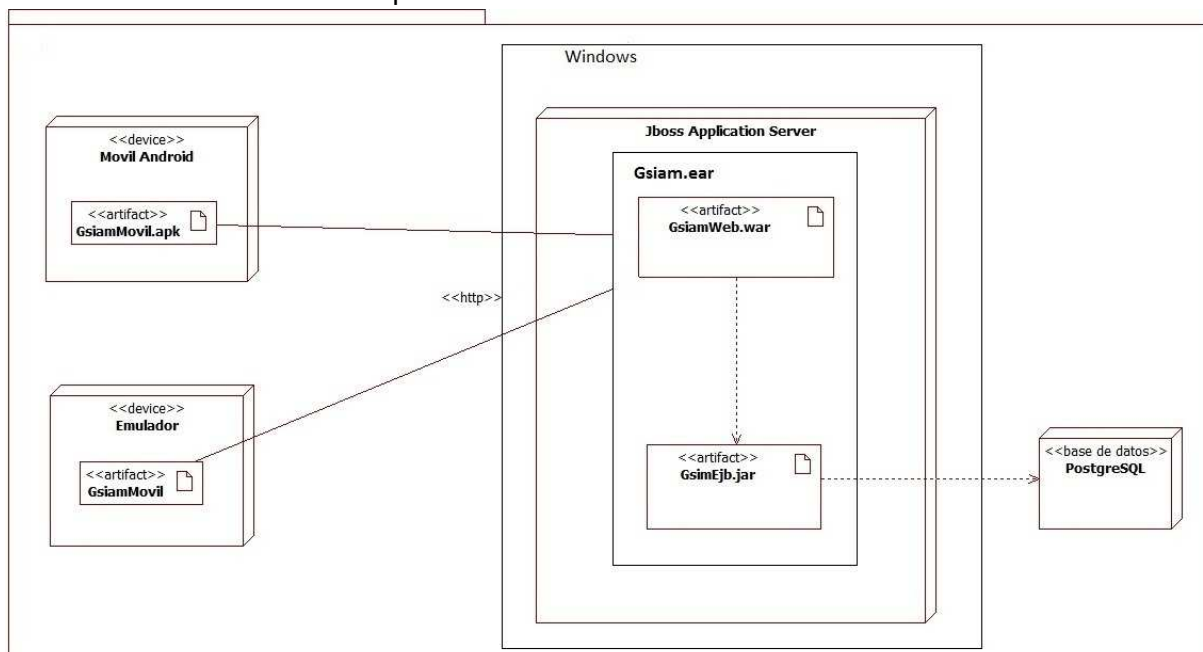 Windows
<<device>>
Movil Android
<<artifact>>
GsiamMovil.apk
<<http>>
<<device>>
Emulador
<<artifact>>
GsiamMovil
Jboss Application Server
Gsiam.ear
<<artifact>>
GsiamWeb.war
<<artifact>>
GsimEjb.jar
<<base de datos>>
PostgreSQL